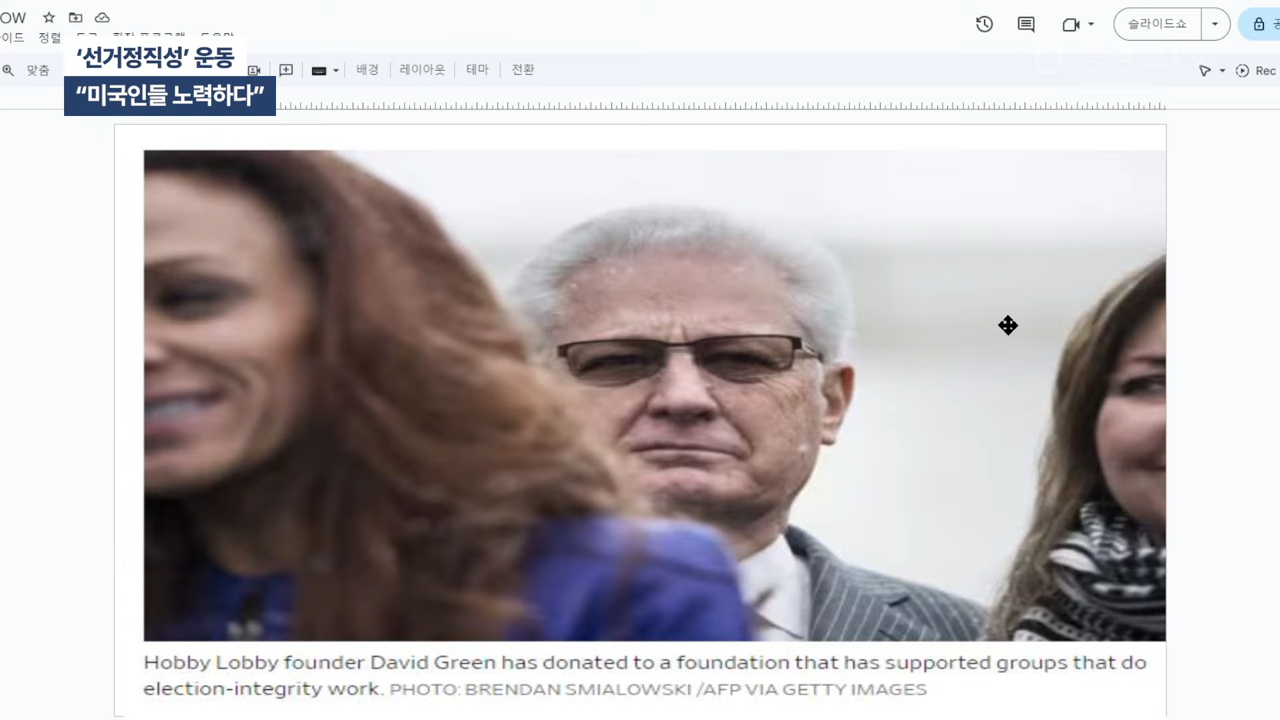 OW
이드 정렬
'선거정직성' 운동
"미국인들 노력하다"
맞춤
배경 레이아웃 테마 전환
슬라이드쇼
Rec
Hobby Lobby founder David Green has donated to a foundation that has supported groups that do
election-integrity work. PHOTO: BRENDAN SMIALOWSKI /AFP VIA GETTY IMAGES